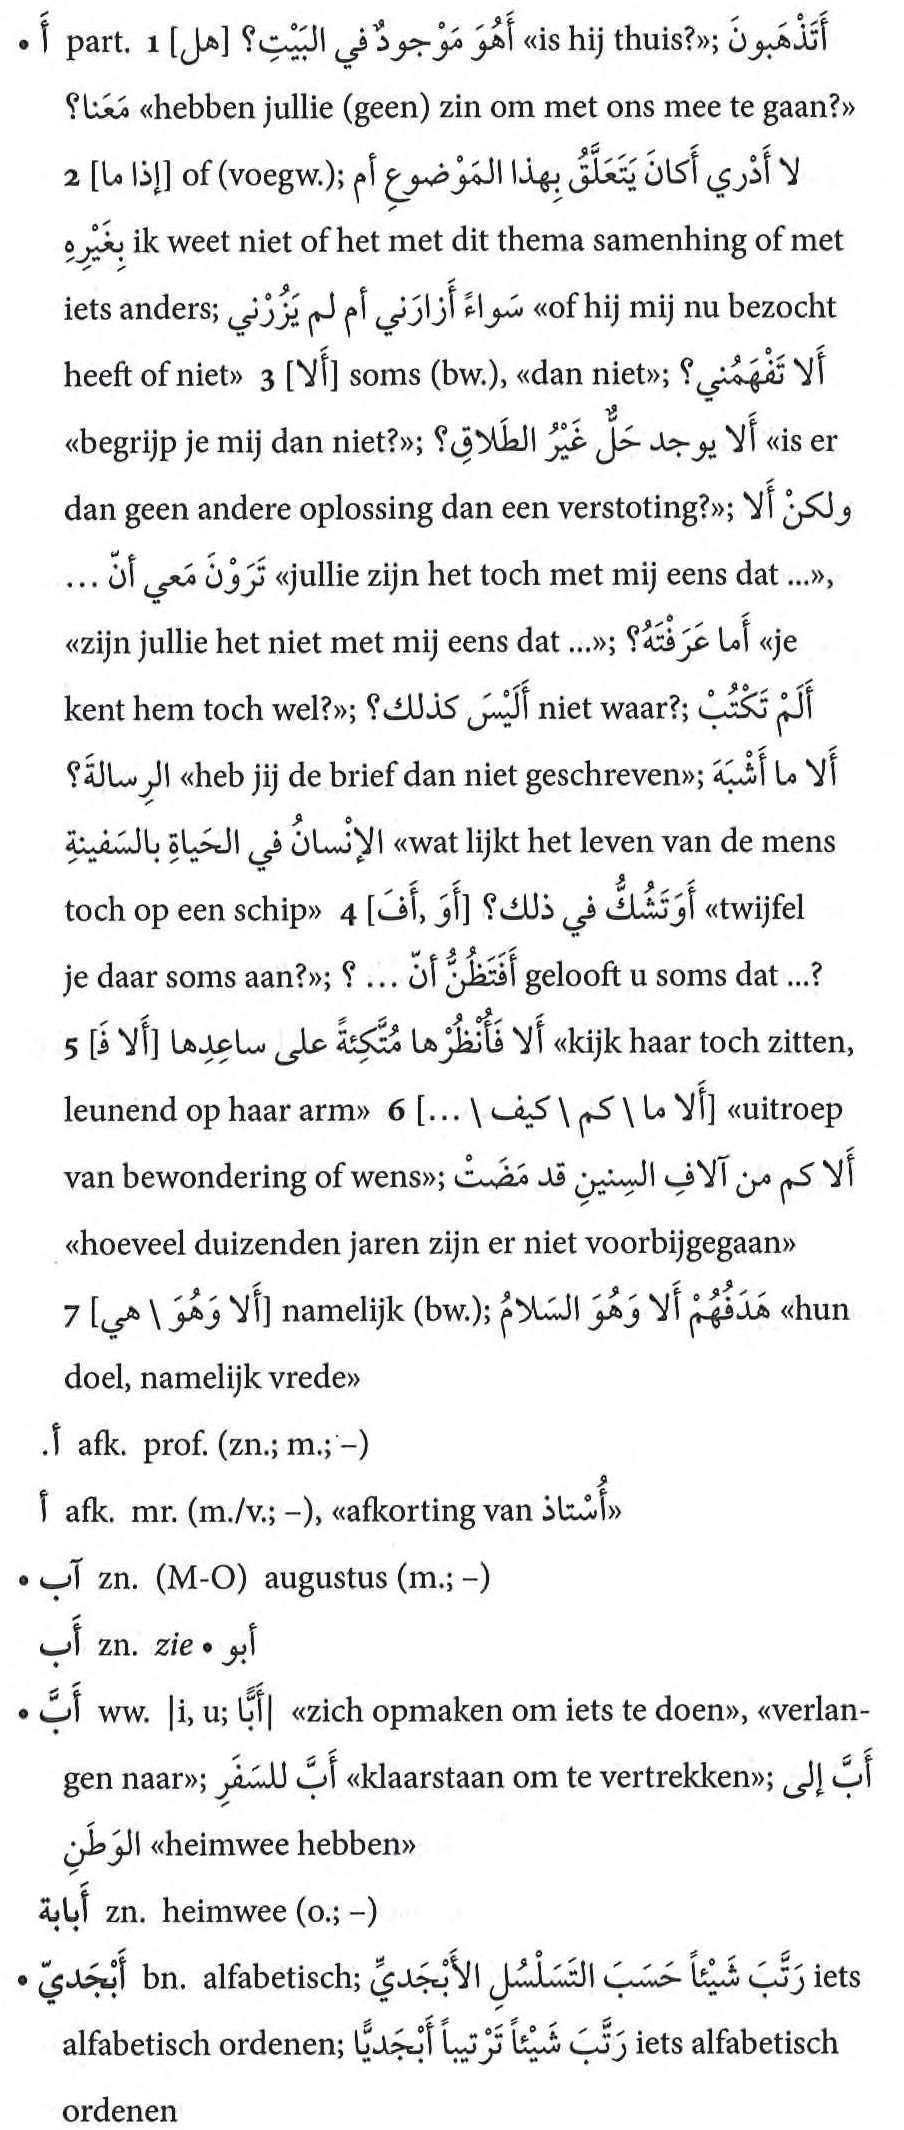 • أَ part. 1 [هل] أَهُوَ مَوْجودٌ في البَيْتِ؟ «is hij thuis?»; أَتَذْهَبونَ
مَعَنا؟ «hebben jullie (geen) zin om met ons mee te gaan?»
2 [إذا ما] of (voegw.); لا أَدْري أَكانَ يَتَعَلَّقُ بِهذا المَوْضوعِ أم
بِغَيْرِهِ ik weet niet of het met dit thema samenhing of met
iets anders; سَواءً أَزارَني أم لم يَزُرْني «of hij mij nu bezocht
heeft of niet» 3 [أَلا] soms (bw.), «dan niet»; أَلا تَفْهَمُني؟
«begrijp je mij dan niet?»; أَلا يوجد حَلٌّ غَيْرُ الطَلاقِ؟ «is er
dan geen andere oplossing dan een verstoting?»; ولكنْ أَلا
تَرَوْنَ مَعي أنّ ... «jullie zijn het toch met mij eens dat ...»,
«zijn jullie het niet met mij eens dat ...»; أَما عَرَفْتَهُ؟ «je
kent hem toch wel?»; أَلَيْسَ كذلك؟ niet waar?; أَلَمْ تَكْتُبْ
الرِسالةَ؟ «heb jij de brief dan niet geschreven»; أَلا ما أَشْبَهَ
الإنْسانُ في الحَياةِ بالسَفينةِ «wat lijkt het leven van de mens
toch op een schip» 4 [أَوَ ,أَفَ] أَوَتَشُكُّ في ذلك؟ «twijfel
je daar soms aan?»; أَفَتَظُنُّ أنّ ... ؟ gelooft u soms dat ...?
5 [أَلا فَ] أَلا فَأُنْظُرْها مُتَّكِئةً على ساعِدِها «kijk haar toch zitten,
leunend op haar arm» 6 [أَلا ما \ كم \ كيف \ ...] «uitroep
van bewondering of wens»; أَلا كم من آلافِ السِنينِ قد مَضَتْ
«hoeveel duizenden jaren zijn er niet voorbijgegaan»
7 [أَلا وَهُوَ \ هي] namelijk (bw.); هَدَفُهُمْ أَلا وَهُوَ السَلامُ «hun
doel, namelijk vrede»
أ. afk. prof. (zn.; m.; –)
أ afk. mr. (m./v.; –), «afkorting van أُسْتاذ»
• آب zn. (M-O) augustus (m.; –)
أَب zn. zie • أبو
• أَبَّ ww. |i, u; أَبًّا| «zich opmaken om iets te doen», «verlan-
gen naar»; أَبَّ للسَفَرِ «klaarstaan om te vertrekken»; أَبَّ إلى
الوَطَنِ «heimwee hebben»
أَبابة zn. heimwee (o.; –)
• أَبْجَديّ bn. alfabetisch; رَتَّبَ شَيْئاً حَسَبَ التَسَلْسُلِ الأَبْجَديِّ iets
alfabetisch ordenen; رَتَّبَ شَيْئاً تَرْتيباً أَبْجَديًّا iets alfabetisch
ordenen